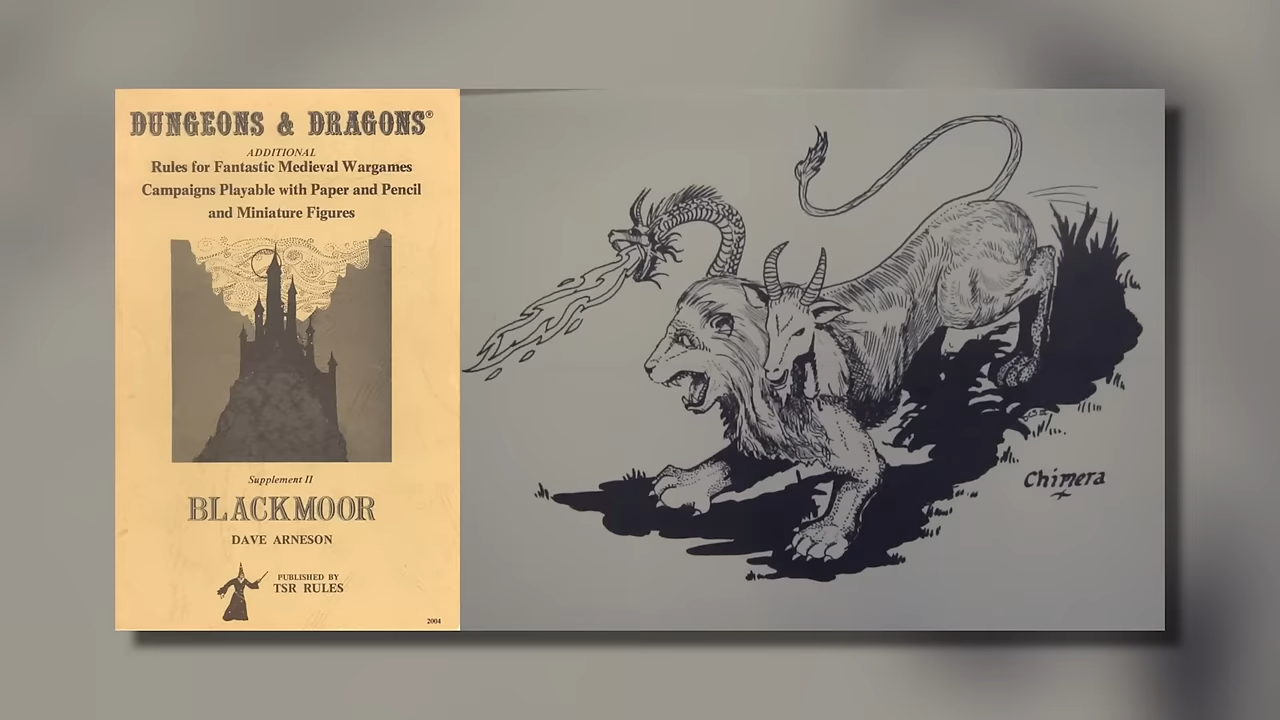 DUNGEONS & DRAGONS®
ADDITIONAL
Rules for Fantastic Medieval Wargames
Campaigns Playable with Paper and Pencil
and Miniature Figures
Supplement II
BLACKMOOR
DAVE ARNESON
PUBLISHED BY
TSR RULES
2004
Chimera